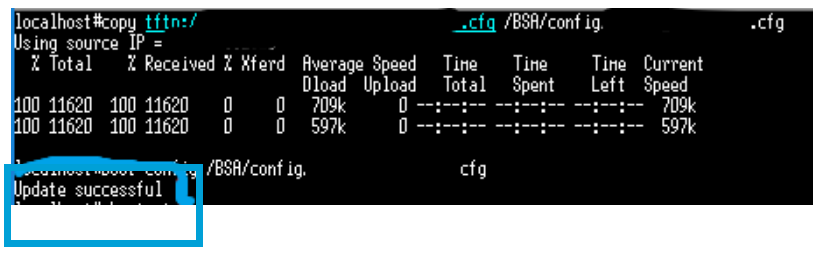 localhost#copy tftp:/ .cfg /BSA/config. .cfg
Using source IP =
% Total % Received % Xferd Average Speed Time Time Time Current
Dload Upload Total Spent Left Speed
100 11620 100 11620 0 0 709k 0 --:--:-- --:--:-- --:--:-- 709k
100 11620 100 11620 0 0 597k 0 --:--:-- --:--:-- --:--:-- 597k
localhost#boot config /BSA/config. cfg
Update successful